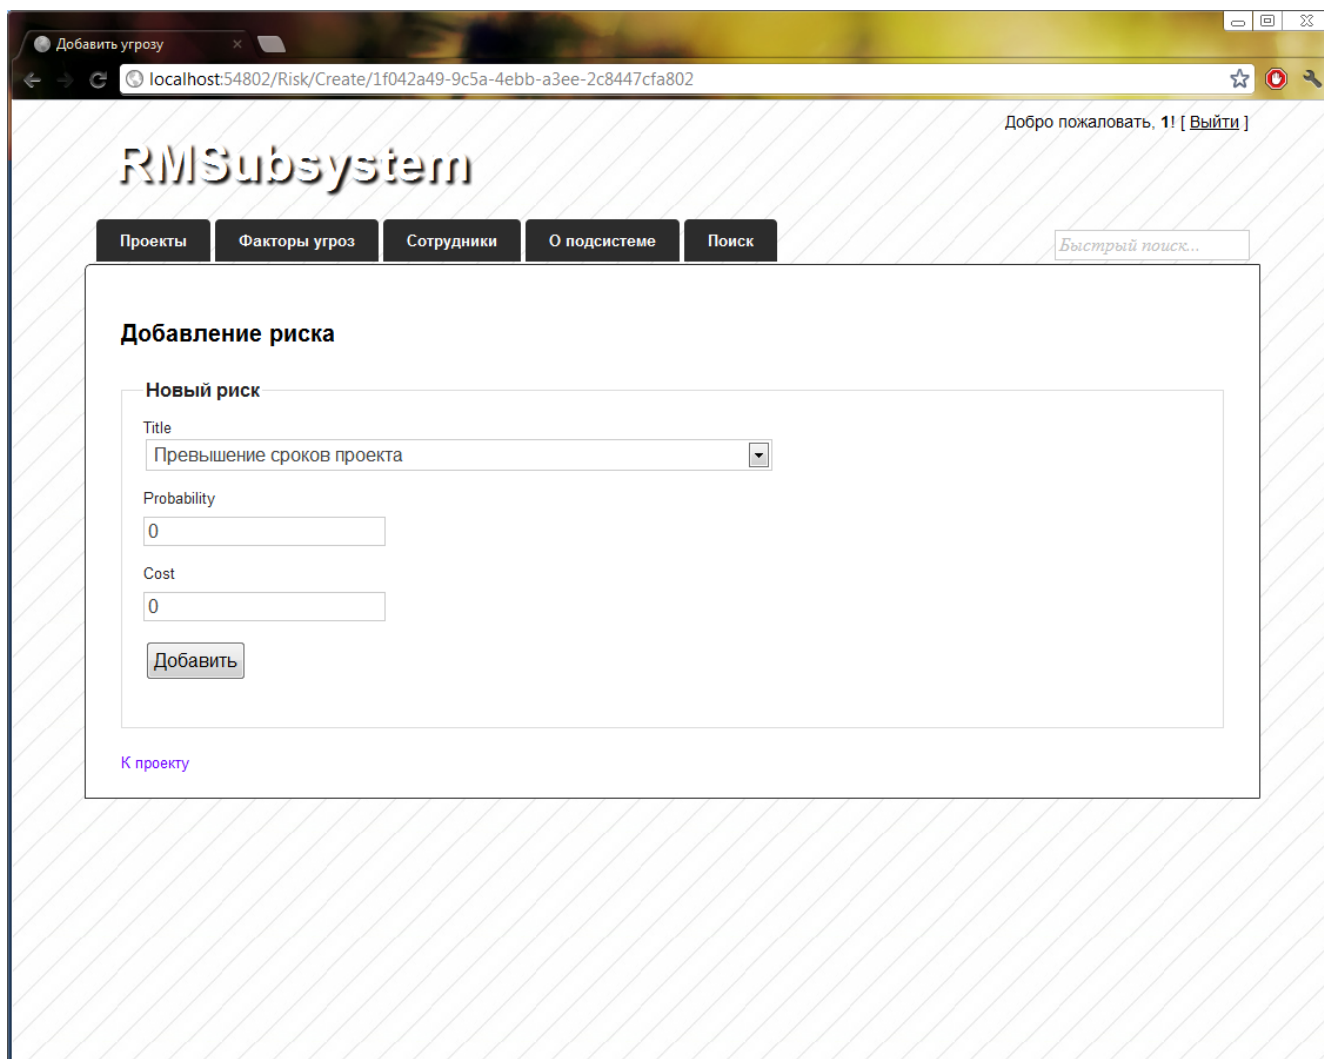 Добавить угрозу
localhost:54802/Risk/Create/1f042a49-9c5a-4ebb-a3ee-2c8447cfa802
Добро пожаловать, 1! [ Выйти ]
RMSubsystem
Проекты Факторы угроз Сотрудники О подсистеме Поиск
Быстрый поиск...
Добавление риска
Новый риск
Title
Превышение сроков проекта
Probability
0
Cost
0
Добавить
К проекту